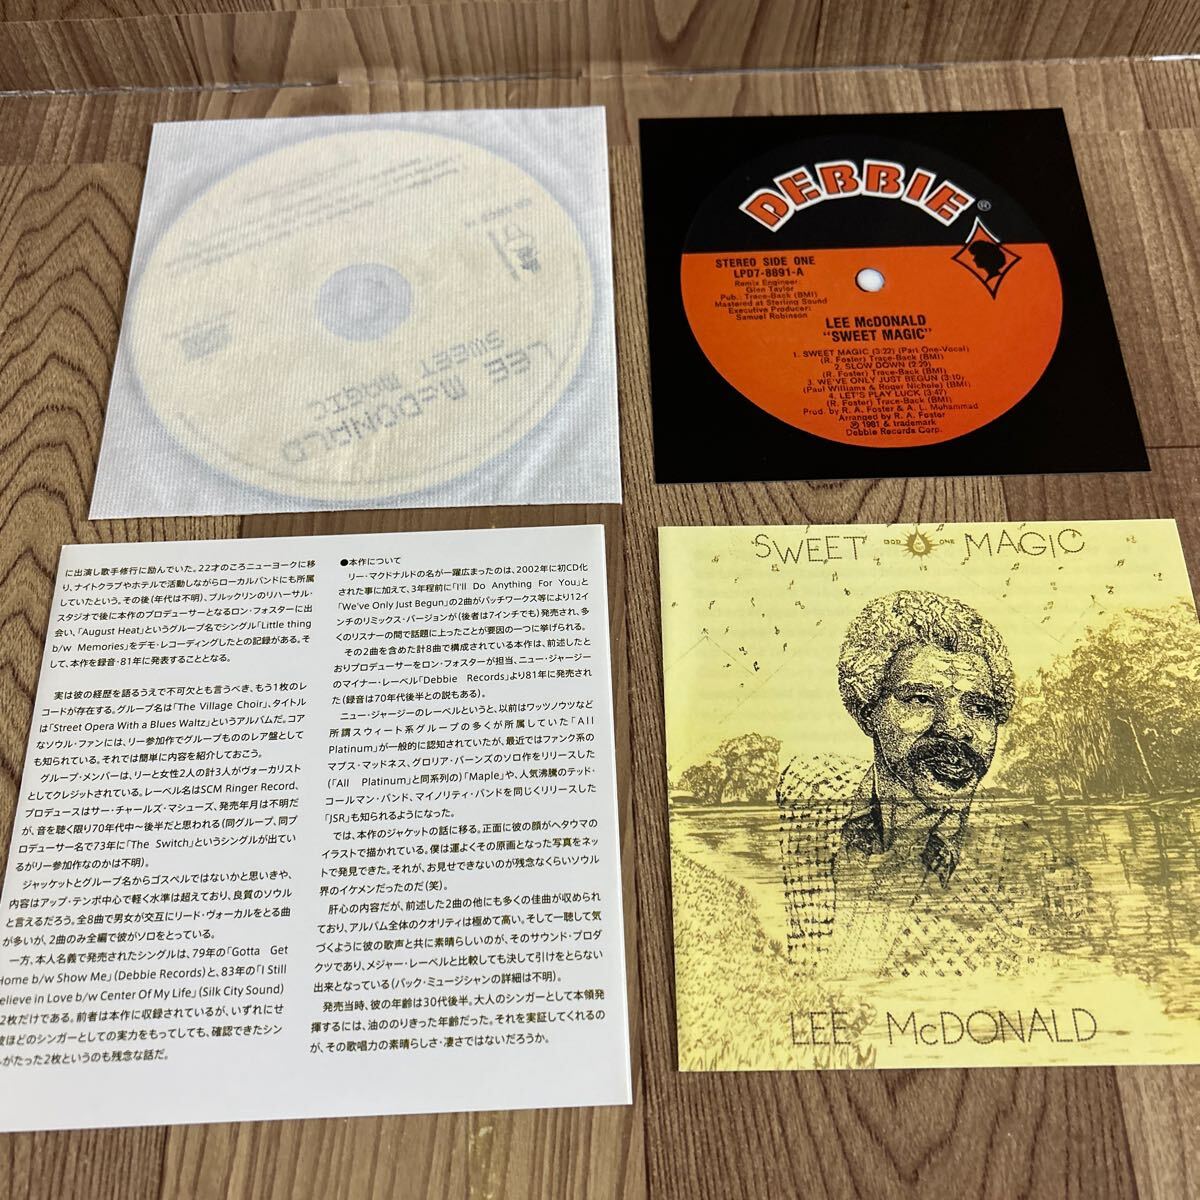 DEBBIE
®
STEREO SIDE ONE
LPD7-8891-A
Remix Engineer
Glen Taylor
Pub.: Trace-Back (BMI)
Mastered at Sterling Sound
Executive Producer:
Samuel Robinson
LEE McDONALD
"SWEET MAGIC"
1. SWEET MAGIC (3:22) (Part One-Vocal)
(R. Foster) Trace-Back (BMI)
2. SLOW DOWN (2:29)
(R. Foster) Trace-Back (BMI)
3. WE'VE ONLY JUST BEGUN (3:10)
(Paul Williams & Roger Nichols) (BMI)
4. LET'S PLAY LUCK (3:47)
(R. Foster) Trace-Back (BMI)
Prod. by R. A. Foster & A. L. Muhammad
Arranged by R. A. Foster
℗ 1981 & trademark
Debbie Records Corp.
LEE McDONALD
SWEET MAGIC
に出演し歌手修行に励んでいた。22才のころニューヨークに移
り、ナイトクラブやホテルで活動しながらローカルバンドにも所属
していたという。その後(年代は不明)、ブルックリンのリハーサル・
スタジオで後に本作のプロデューサーとなるロン・フォスターに出
会い、「August Heat」というグループ名でシングル「Little thing
b/w Memories」をデモ・レコーディングしたとの記録がある。そ
して、本作を録音・81年に発表することとなる。
実は彼の経歴を語るうえで不可欠とも言うべき、もう1枚のレ
コードが存在する。グループ名は「The Village Choir」、タイトル
は「Street Opera With a Blues Waltz」というアルバムだ。コア
なソウル・ファンには、リー参加作でグループもののレア盤として
も知られている。それでは簡単に内容を紹介しておこう。
グループ・メンバーは、リーと女性2人の計3人がヴォーカリスト
としてクレジットされている。レーベル名はSCM Ringer Record、
プロデュースはサー・チャールズ・マシューズ、発売年月は不明だ
が、音を聴く限り70年代中〜後半だと思われる(同グループ、同プ
ロデューサー名で73年に「The Switch」というシングルが出てい
るがリー参加作なのかは不明)。
ジャッケットとグループ名からゴスペルではないかと思いきや、
内容はアップ・テンポ中心で軽く水準は超えており、良質のソウル
と言えるだろう。全8曲で男女が交互にリード・ヴォーカルをとる曲
が多いが、2曲のみ全編で彼がソロをとっている。
一方、本人名義で発売されたシングルは、79年の「Gotta Get
Home b/w Show Me」(Debbie Records)と、83年の「I Still
elieve in Love b/w Center Of My Life」(Silk City Sound)
2枚だけである。前者は本作に収録されているが、いずれにせ
彼ほどのシンガーとしての実力をもってしても、確認できたシン
がたった2枚というのも残念な話だ。
●本作について
リー・マクドナルドの名が一躍広まったのは、2002年に初CD化
された事に加えて、3年程前に「I'll Do Anything For You」と
「We've Only Just Begun」の2曲がパッチワークス等により12イ
ンチのリミックス・バージョンが(後者は7インチでも)発売され、多
くのリスナーの間で話題に上ったことが要因の一つに挙げられる。
その2曲を含めた計8曲で構成されている本作は、前述したと
おりプロデューサーをロン・フォスターが担当、ニュー・ジャージー
のマイナー・レーベル「Debbie Records」より81年に発売され
た(録音は70年代後半との説もある)。
ニュー・ジャージーのレーベルというと、以前はワッツノウツなど
所謂スウィート系グループの多くが所属していた「All
Platinum」が一般的に認知されていたが、最近ではファンク系の
マブス・マッドネス、グロリア・バーンズのソロ作をリリースした
(「All Platinum」と同系列の)「Maple」や、人気沸騰のテッド・
コールマン・バンド、マイノリティ・バンドを同じくリリースした
「JSR」も知られるようになった。
では、本作のジャケットの話に移る。正面に彼の顔がヘタウマの
イラストで描かれている。僕は運よくその原画となった写真をネッ
トで発見できた。それが、お見せできないのが残念なくらいソウル
界のイケメンだったのだ(笑)。
肝心の内容だが、前述した2曲の他にも多くの佳曲が収められ
ており、アルバム全体のクオリティは極めて高い。そして一聴して気
づくように彼の歌声と共に素晴らしいのが、そのサウンド・プロダ
クツであり、メジャー・レーベルと比較しても決して引けをとらない
出来となっている(バック・ミュージシャンの詳細は不明)。
発売当時、彼の年齢は30代後半。大人のシンガーとして本領発
揮するには、油ののりきった年齢だった。それを実証してくれるの
が、その歌唱力の素晴らしさ・凄さではないだろうか。
SWEET MAGIC
LEE McDONALD